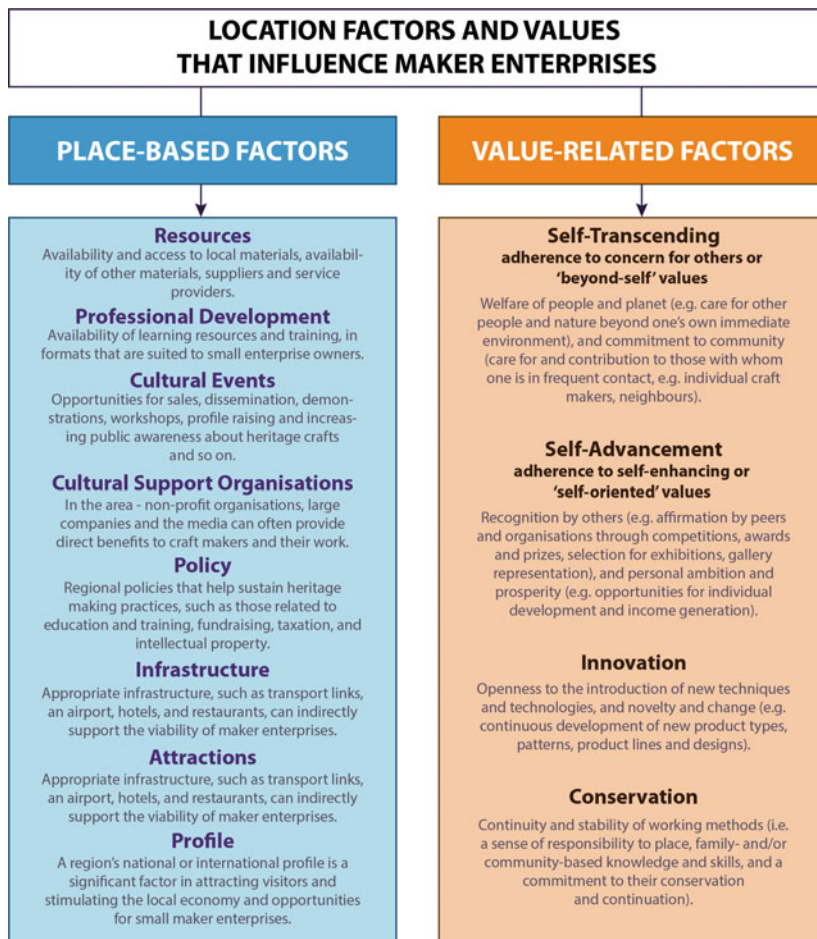 LOCATION FACTORS AND VALUES
THAT INFLUENCE MAKER ENTERPRISES
PLACE-BASED FACTORS
Resources
Availability and access to local materials, availabil-
ity of other materials, suppliers and service
providers.
Professional Development
Availability of learning resources and training, in
formats that are suited to small enterprise owners.
Cultural Events
Opportunities for sales, dissemination, demon-
strations, workshops, profile raising and increas-
ing public awareness about heritage crafts
and so on.
Cultural Support Organisations
In the area - non-profit organisations, large
companies and the media can often provide
direct benefits to craft makers and their work.
Policy
Regional policies that help sustain heritage
making practices, such as those related to
education and training, fundraising, taxation, and
intellectual property.
Infrastructure
Appropriate infrastructure, such as transport links,
an airport, hotels, and restaurants, can indirectly
support the viability of maker enterprises.
Attractions
Appropriate infrastructure, such as transport links,
an airport, hotels, and restaurants, can indirectly
support the viability of maker enterprises.
Profile
A region's national or international profile is a
significant factor in attracting visitors and
stimulating the local economy and opportunities
for small maker enterprises.
VALUE-RELATED FACTORS
Self-Transcending
adherence to concern for others or
‘beyond-self’ values
Welfare of people and planet (e.g. care for other
people and nature beyond one's own immediate
environment), and commitment to community
(care for and contribution to those with whom
one is in frequent contact, e.g. individual craft
makers, neighbours).
Self-Advancement
adherence to self-enhancing or
‘self-oriented’ values
Recognition by others (e.g. affirmation by peers
and organisations through competitions, awards
and prizes, selection for exhibitions, gallery
representation), and personal ambition and
prosperity (e.g. opportunities for individual
development and income generation).
Innovation
Openness to the introduction of new techniques
and technologies, and novelty and change (e.g.
continuous development of new product types,
patterns, product lines and designs).
Conservation
Continuity and stability of working methods (i.e.
a sense of responsibility to place, family- and/or
community-based knowledge and skills, and a
commitment to their conservation
and continuation).